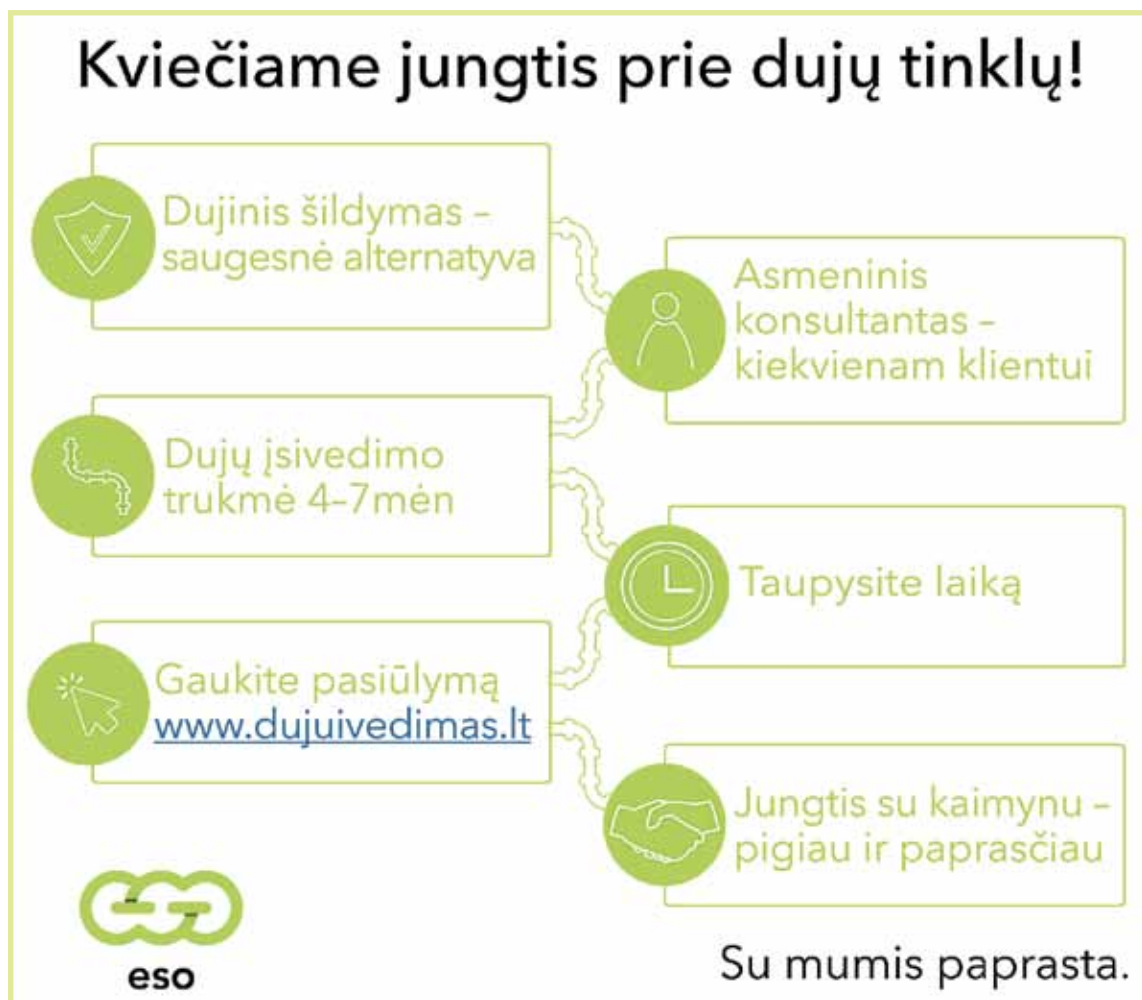 Kviečiame jungtis prie dujų tinklų!
Dujinis šildymas –
saugesnė alternatyva
Asmeninis
konsultantas –
kiekvienam klientui
Dujų įsivedimo
trukmė 4–7mėn
Taupysite laiką
Gaukite pasiūlymą
www.dujuivedimas.lt
Jungtis su kaimynu –
pigiau ir paprasčiau
eso
Su mumis paprasta.